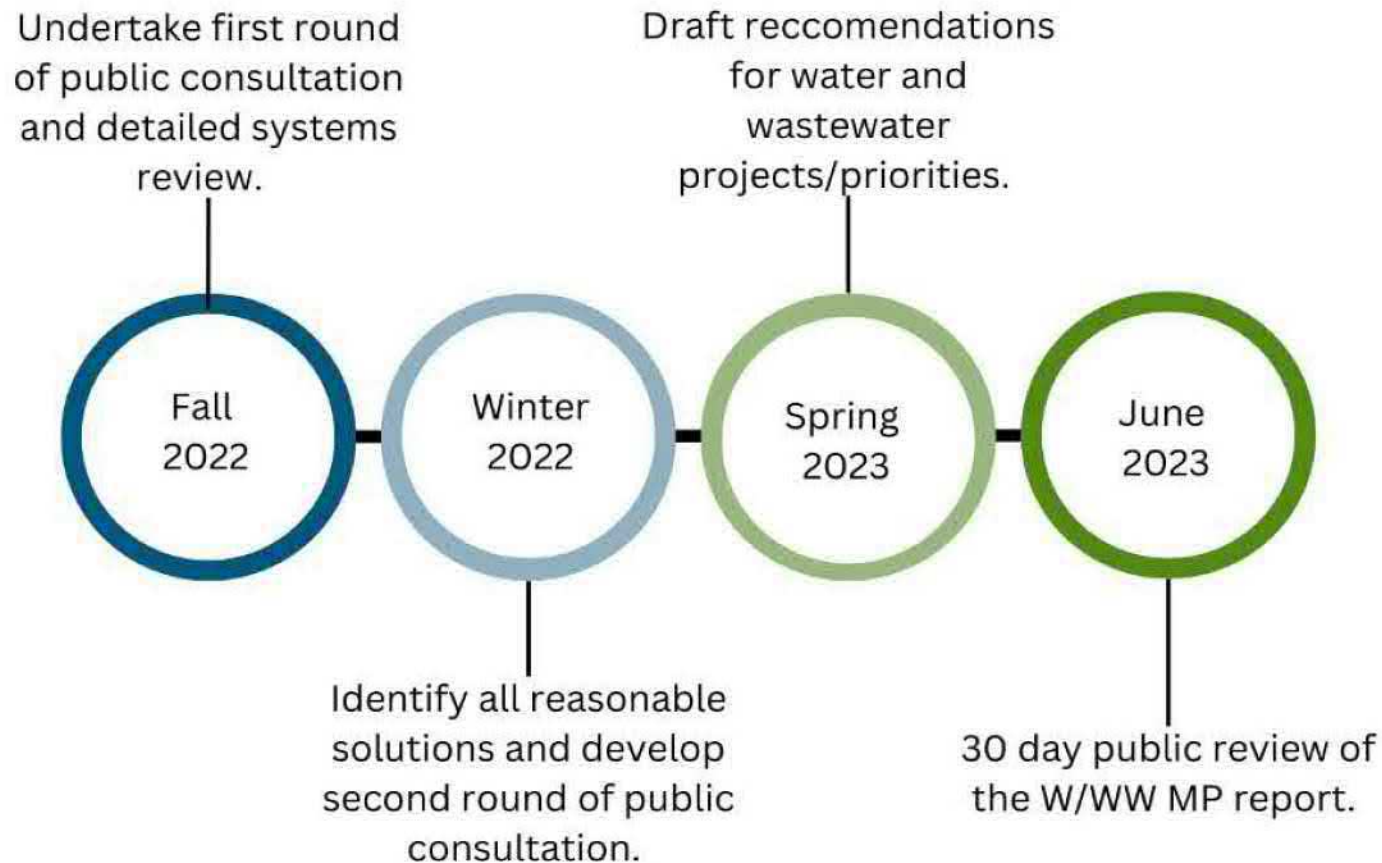 Undertake first round
of public consultation
and detailed systems
review.
Draft reccomendations
for water and
wastewater
projects/priorities.
Fall
2022
Winter
2022
Spring
2023
June
2023
Identify all reasonable
solutions and develop
second round of public
consultation.
30 day public review of
the W/WW MP report.